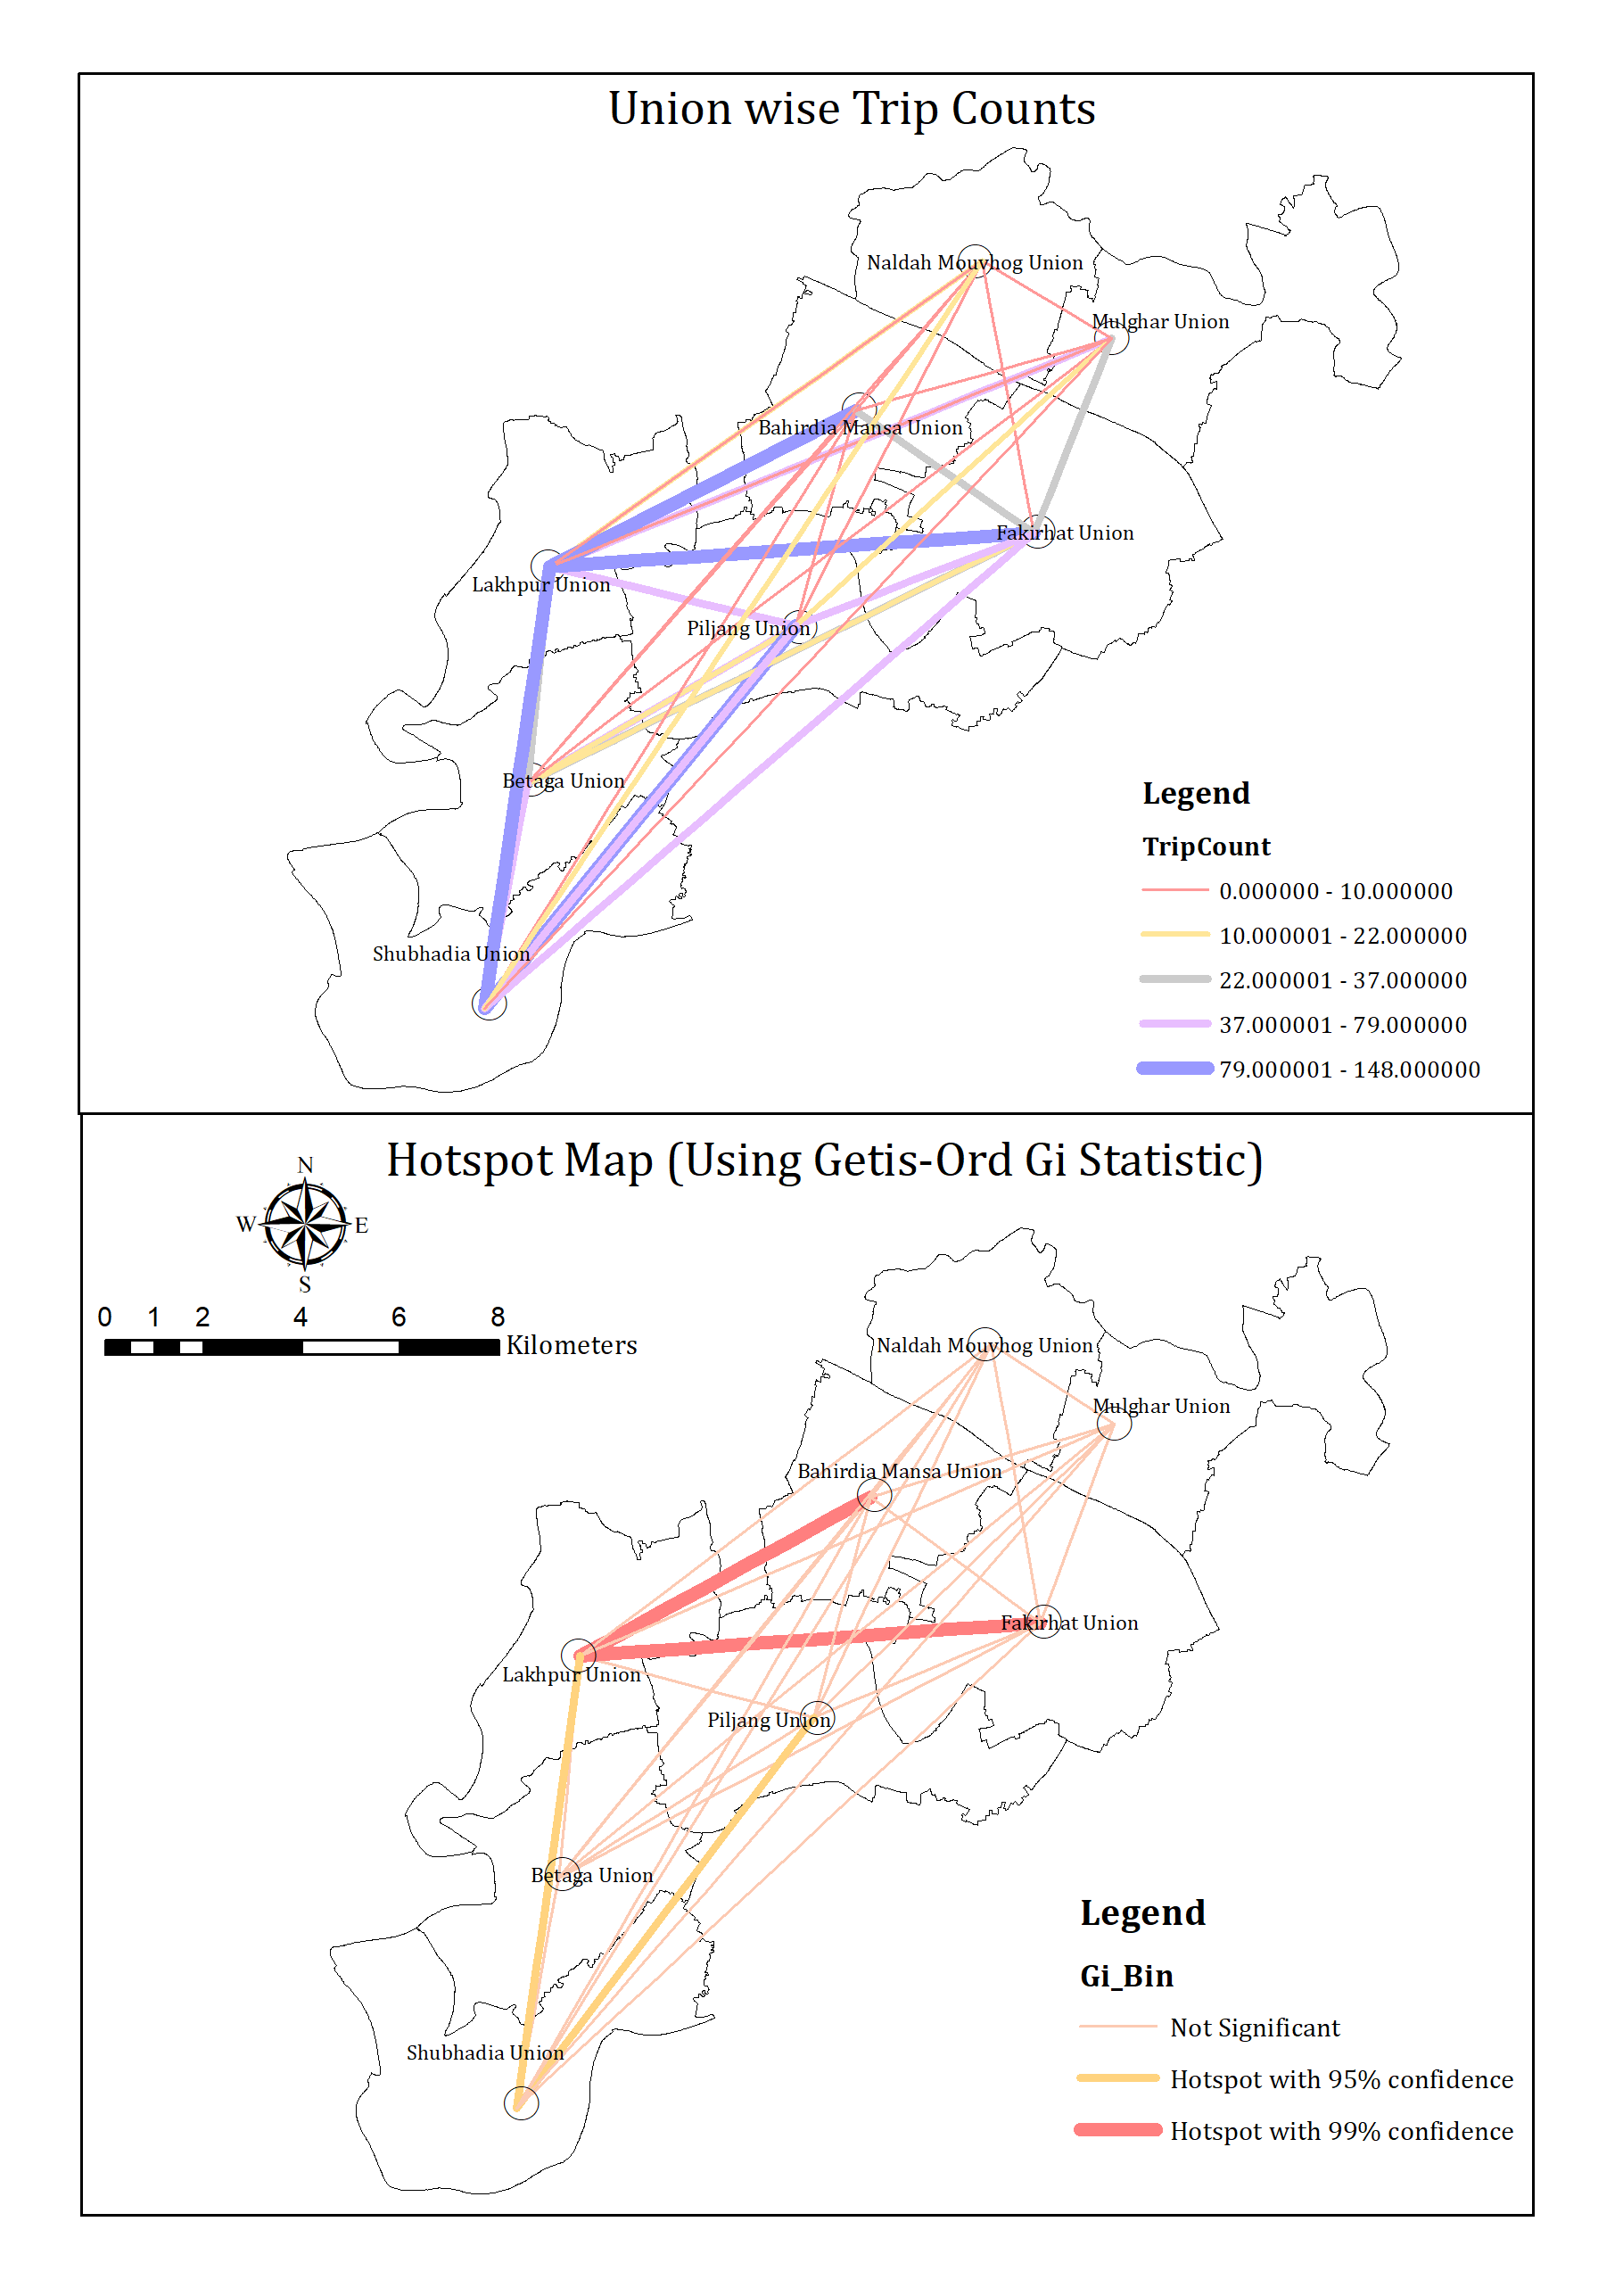 Union wise Trip Counts
Naldah Mouvhog Union
Mulghar Union
Bahirdia Mansa Union
Fakirhat Union
Lakhpur Union
Piljang Union
Betaga Union
Shubhadia Union
Legend
TripCount
0.000000 - 10.000000
10.000001 - 22.000000
22.000001 - 37.000000
37.000001 - 79.000000
79.000001 - 148.000000
Hotspot Map (Using Getis-Ord Gi Statistic)
N
W E
S
0 1 2 4 6 8
Kilometers
Naldah Mouvhog Union
Mulghar Union
Bahirdia Mansa Union
Fakirhat Union
Lakhpur Union
Piljang Union
Betaga Union
Shubhadia Union
Legend
Gi_Bin
Not Significant
Hotspot with 95% confidence
Hotspot with 99% confidence